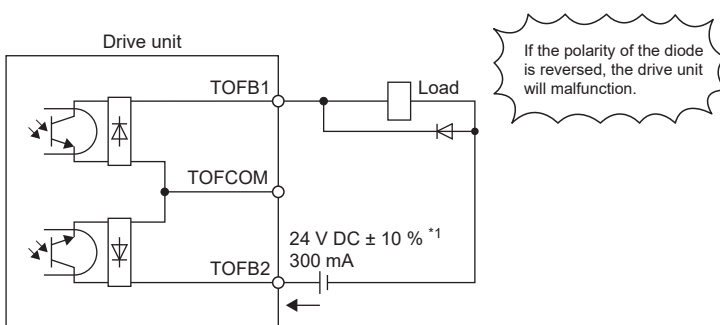 Drive unit
If the polarity of the diode
is reversed, the drive unit
will malfunction.
TOFB1
Load
TOFCOM
24 V DC ± 10 % *1
300 mA
TOFB2